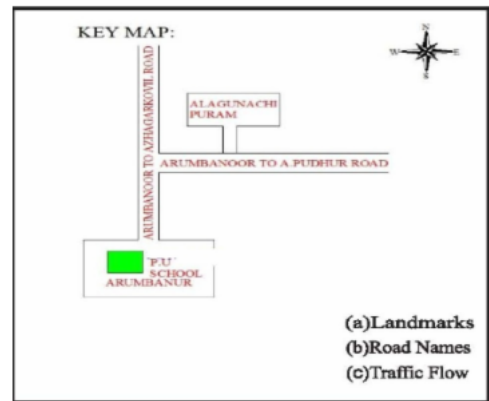 KEY MAP:
N
W E
S
ARUMBANOOR TO AZHAGARKOVIL ROAD
ALAGUNACHI
PURAM
ARUMBANOOR TO A.PUDHUR ROAD
P.U
SCHOOL
ARUMBANUR
(a)Landmarks
(b)Road Names
(c)Traffic Flow